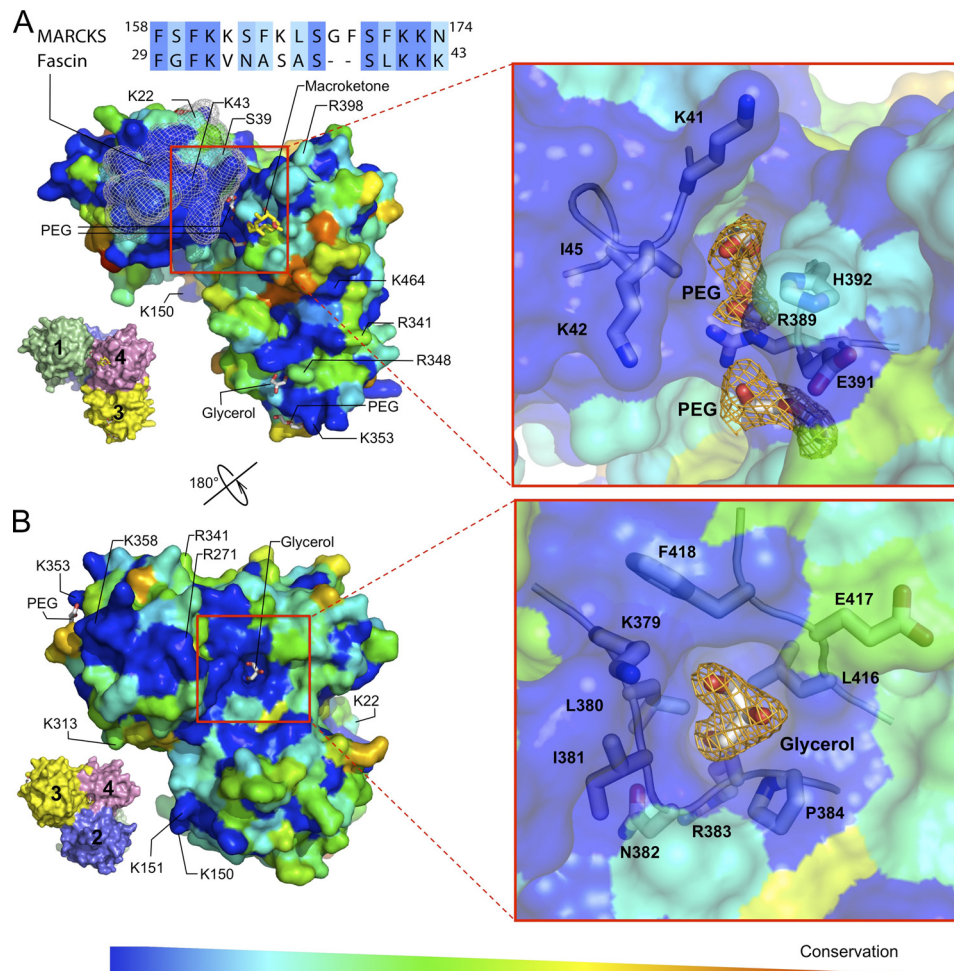 A
MARCKS 158 F S F K K S F K L S G F S F K K N 174
Fascin 29 F G F K V N A S A S - - S L K K K 43
K22
K43
S39
Macroketone
R398
PEG
K150
K464
R341
R348
Glycerol
PEG
K353
1
4
3
K41
I45
K42
PEG
H392
R389
E391
PEG
180°
B
K353
PEG
K358
R341
R271
Glycerol
K22
K313
K151
K150
3
4
2
F418
E417
K379
L416
L380
Glycerol
I381
P384
R383
N382
Conservation